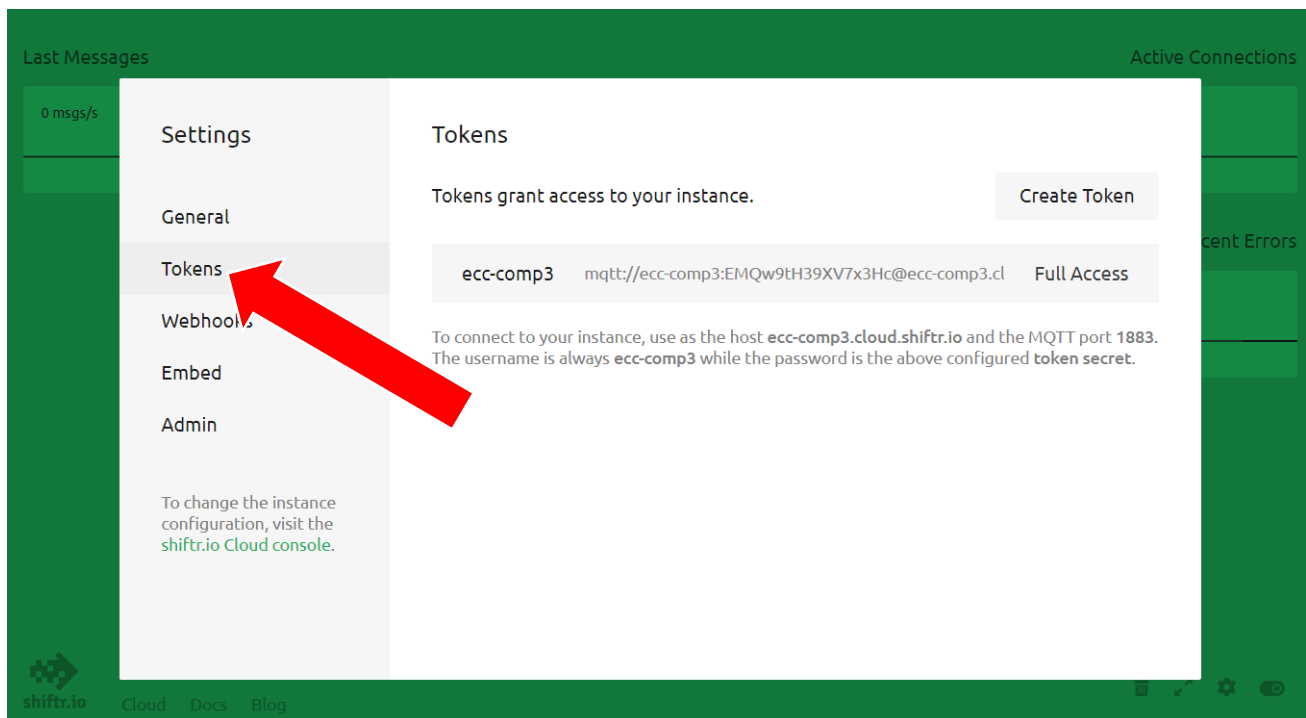 Last Messages
Active Connections
0 msgs/s
Settings
General
Tokens
Webhooks
Embed
Admin
To change the instance
configuration, visit the
shiftr.io Cloud console.
Tokens
Tokens grant access to your instance.
Create Token
ecc-comp3 mqtt://ecc-comp3:EMQw9tH39XV7x3Hc@ecc-comp3.cl Full Access
To connect to your instance, use as the host ecc-comp3.cloud.shiftr.io and the MQTT port 1883.
The username is always ecc-comp3 while the password is the above configured token secret.
cent Errors
shiftr.io
Cloud Docs Blog